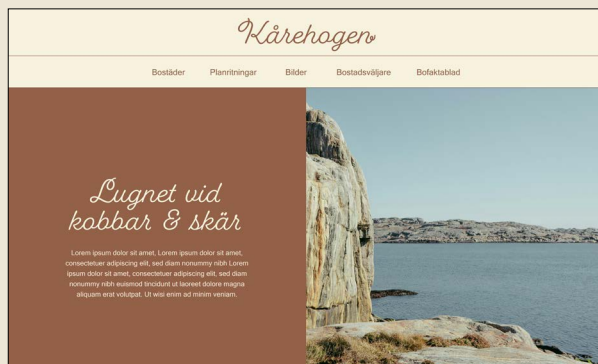 Kårehogen
Bostäder Planritningar Bilder Bostadsväljare Bofaktablad
Lugnet vid
kobbar & skär
Lorem ipsum dolor sit amet, Lorem ipsum dolor sit amet,
consectetuer adipiscing elit, sed diam nonummy nibh Lorem
ipsum dolor sit amet, consectetuer adipiscing elit, sed diam
nonummy nibh euismod tincidunt ut laoreet dolore magna
aliquam erat volutpat. Ut wisi enim ad minim veniam.